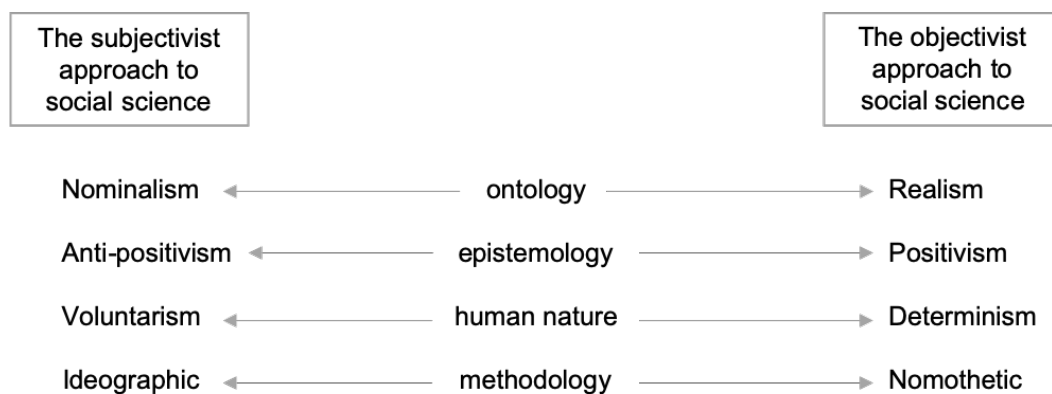 The subjectivist
approach to
social science
The objectivist
approach to
social science
Nominalism ontology Realism
Anti-positivism epistemology Positivism
Voluntarism human nature Determinism
Ideographic methodology Nomothetic